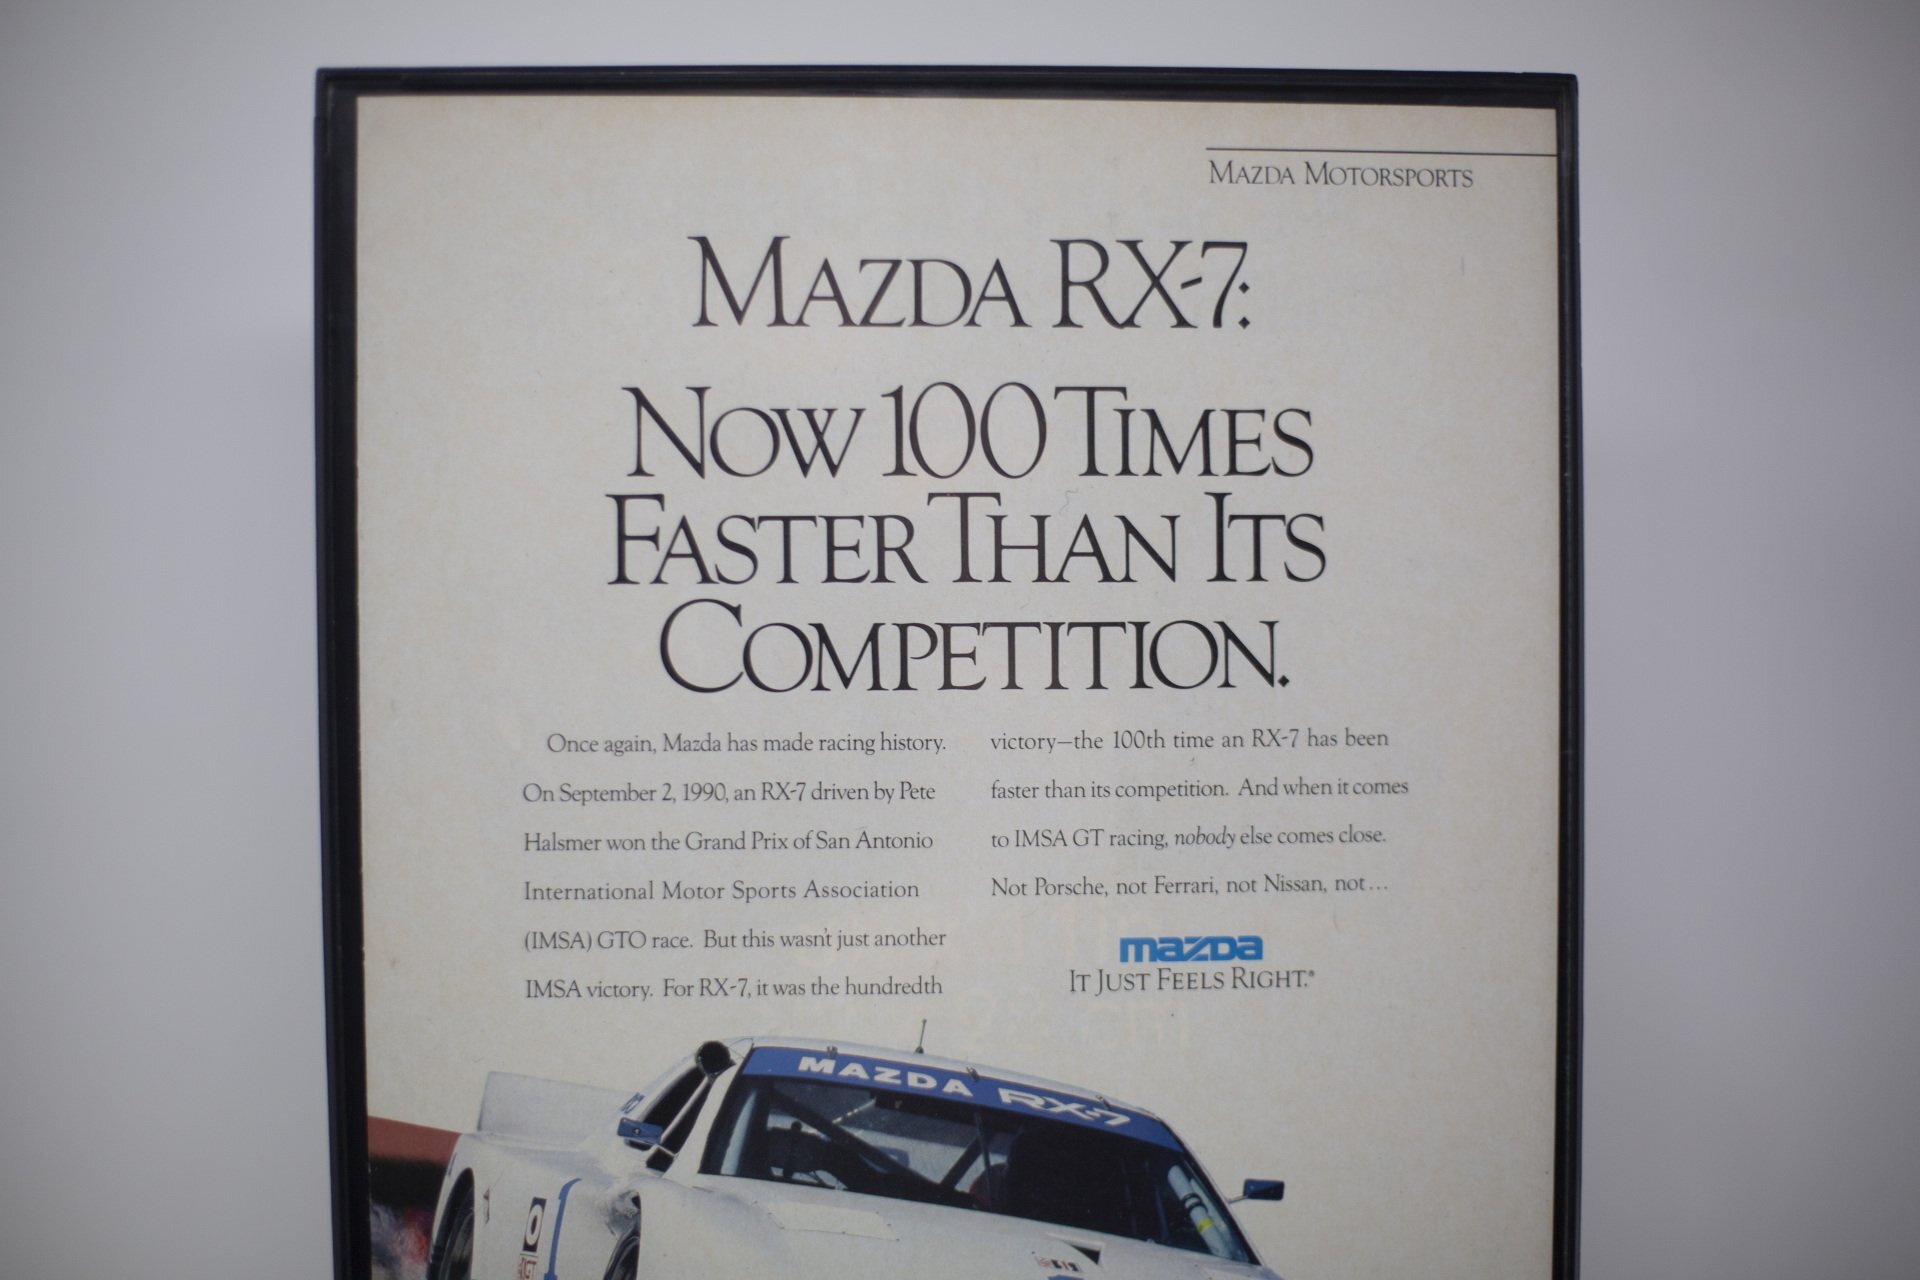 MAZDA MOTORSPORTS
MAZDA RX-7:
NOW 100 TIMES
FASTER THAN ITS
COMPETITION.
Once again, Mazda has made racing history.
On September 2, 1990, an RX-7 driven by Pete
Halsmer won the Grand Prix of San Antonio
International Motor Sports Association
(IMSA) GTO race. But this wasn't just another
IMSA victory. For RX-7, it was the hundredth
victory—the 100th time an RX-7 has been
faster than its competition. And when it comes
to IMSA GT racing, nobody else comes close.
Not Porsche, not Ferrari, not Nissan, not...
mazda
IT JUST FEELS RIGHT.®
MAZDA RX-7